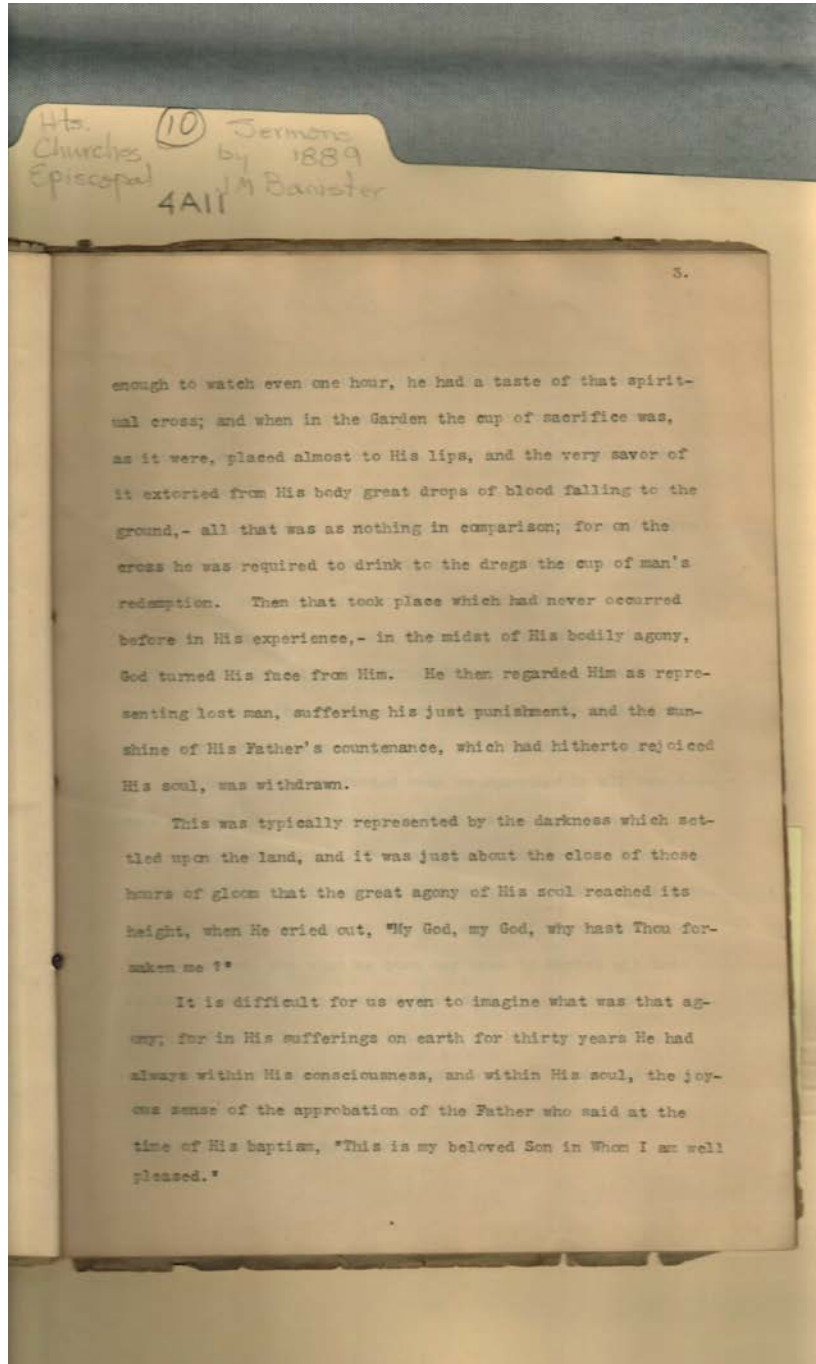 Hts. (10) Sermons
Churches by 1889
Episcopal J M Banister
4A11
3.
enough to watch even one hour, he had a taste of that spirit-
ual cross; and when in the Garden the cup of sacrifice was,
as it were, placed almost to His lips, and the very savor of
it extorted from His body great drops of blood falling to the
ground,- all that was as nothing in comparison; for on the
cross he was required to drink to the dregs the cup of man's
redemption. Then that took place which had never occurred
before in His experience,- in the midst of His bodily agony,
God turned His face from Him. He then regarded Him as repre-
senting lost man, suffering his just punishment, and the sun-
shine of His Father's countenance, which had hitherto rejoiced
His soul, was withdrawn.
This was typically represented by the darkness which set-
tled upon the land, and it was just about the close of those
hours of gloom that the great agony of His soul reached its
height, when He cried out, "My God, my God, why hast Thou for-
saken me ?"
It is difficult for us even to imagine what was that ag-
ony; for in His sufferings on earth for thirty years He had
always within His consciousness, and within His soul, the joy-
ous sense of the approbation of the Father who said at the
time of His baptism, "This is my beloved Son in Whom I am well
pleased."